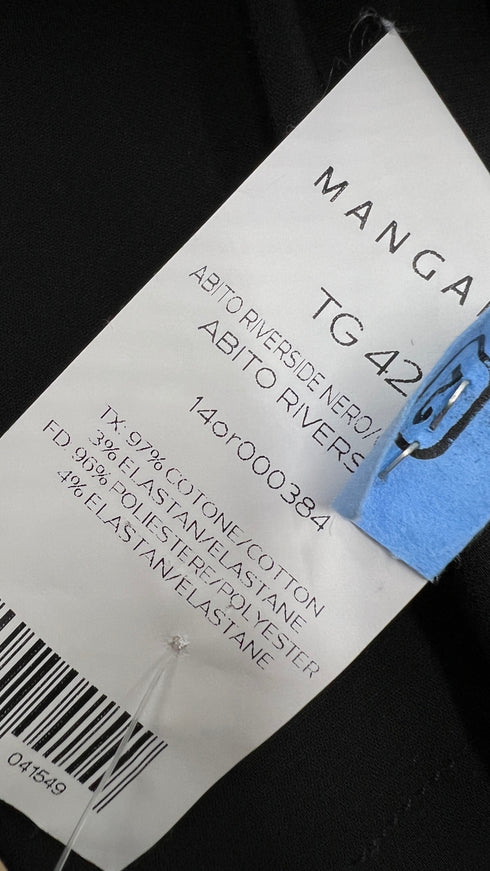 MANGA
TG 42
ABITO RIVERSIDE NERO/
ABITO RIVERS
14or000384
TX: 97% COTONE/COTTON
3% ELASTAN/ELASTANE
FD: 96% POLIESTERE/POLYESTER
4% ELASTAN/ELASTANE
041549